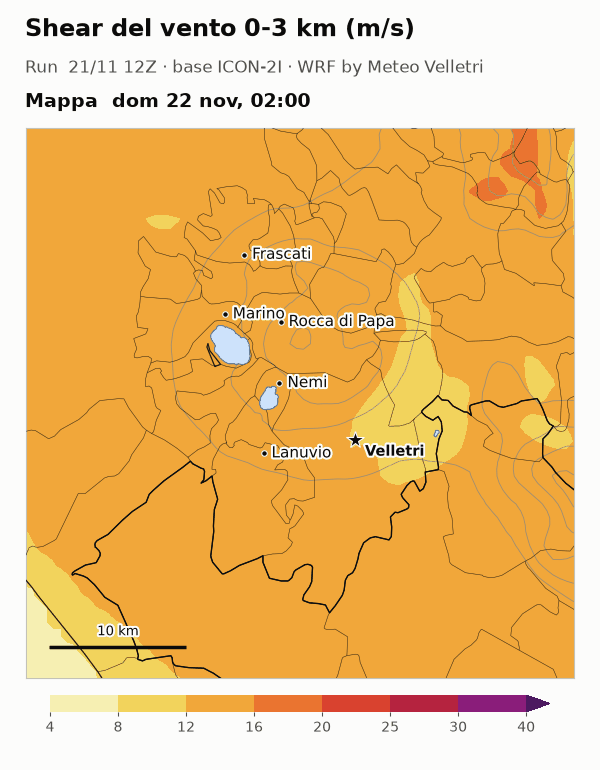 Shear del vento 0-3 km (m/s)
Run  21/11 12Z · base ICON-2I · WRF by Meteo Velletri
Mappa  dom 22 nov, 02:00
Frascati
Marino
Rocca di Papa
Nemi
Velletri
Lanuvio
10 km
4 8 12 16 20 25 30 40